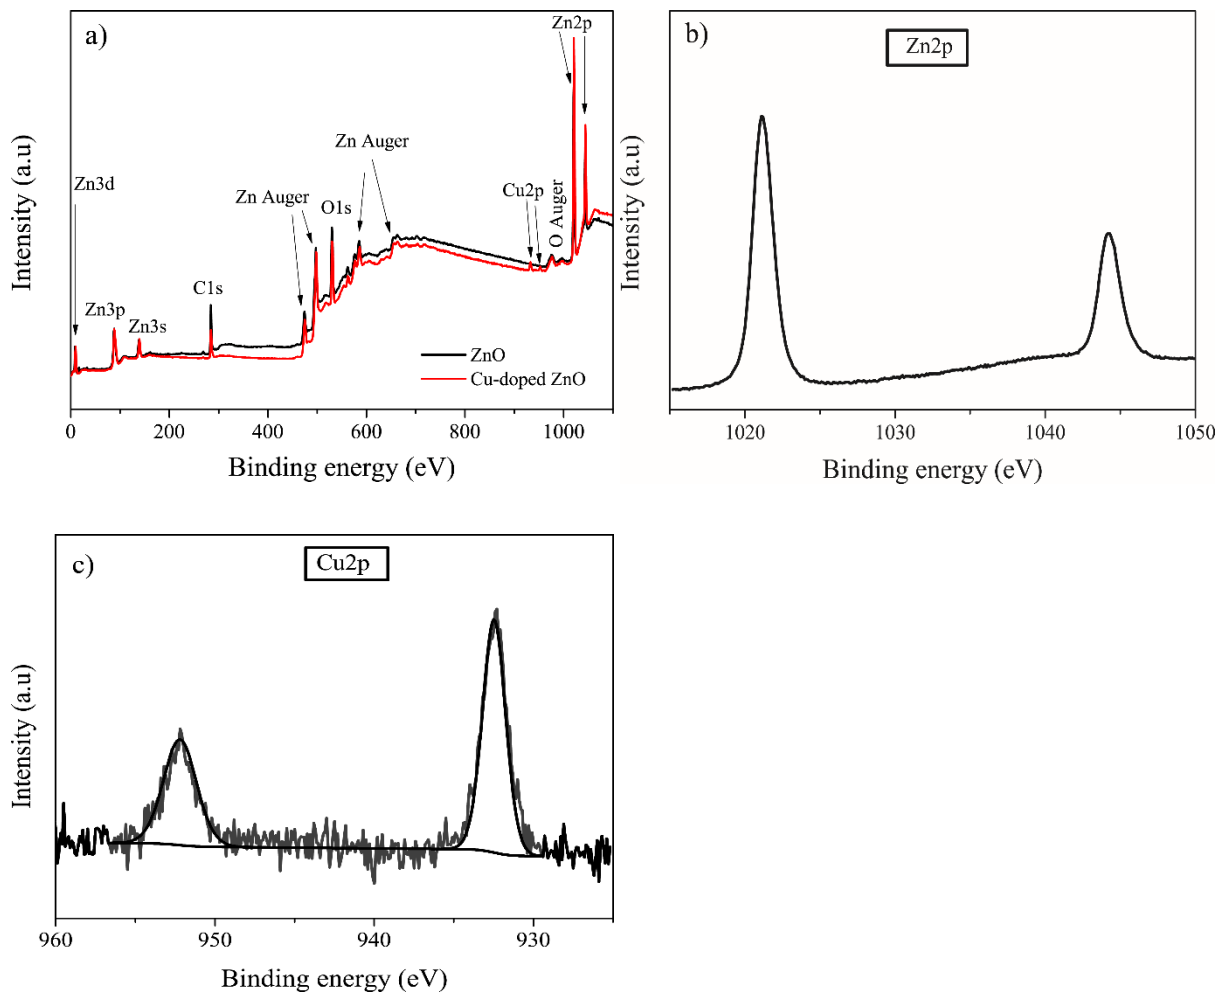 a)
Zn2p
Zn Auger
Zn3d
Zn Auger
O1s
Cu2p
O Auger
C1s
Zn3p
Zn3s
ZnO
Cu-doped ZnO
Intensity (a.u)
0
200
400
600
800
1000
Binding energy (eV)
b)
Zn2p
Intensity (a.u)
1020
1030
1040
1050
Binding energy (eV)
c)
Cu2p
Intensity (a.u)
960
950
940
930
Binding energy (eV)